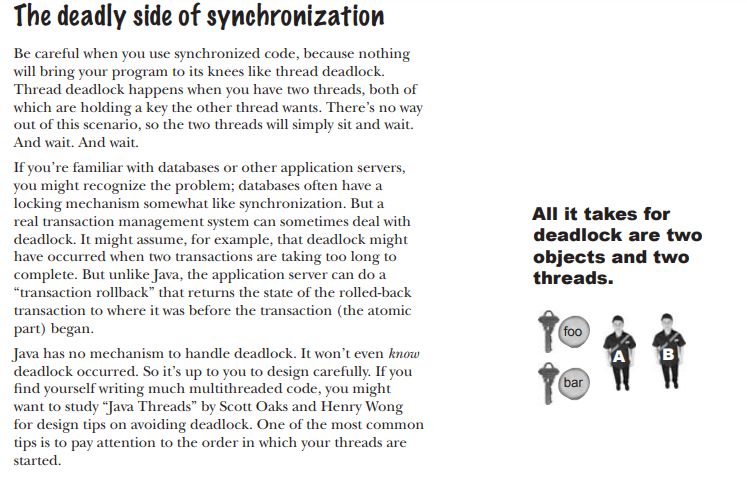 The deadly side of synchronization
Be careful when you use synchronized code, because nothing
will bring your program to its knees like thread deadlock.
Thread deadlock happens when you have two threads, both of
which are holding a key the other thread wants. There's no way
out of this scenario, so the two threads will simply sit and wait.
And wait. And wait.
If you're familiar with databases or other application servers,
you might recognize the problem; databases often have a
locking mechanism somewhat like synchronization. But a
real transaction management system can sometimes deal with
deadlock. It might assume, for example, that deadlock might
have occurred when two transactions are taking too long to
complete. But unlike Java, the application server can do a
“transaction rollback” that returns the state of the rolled-back
transaction to where it was before the transaction (the atomic
part) began.
Java has no mechanism to handle deadlock. It won't even know
deadlock occurred. So it's up to you to design carefully. If you
find yourself writing much multithreaded code, you might
want to study “Java Threads” by Scott Oaks and Henry Wong
for design tips on avoiding deadlock. One of the most common
tips is to pay attention to the order in which your threads are
started.
All it takes for
deadlock are two
objects and two
threads.
foo
A B
bar